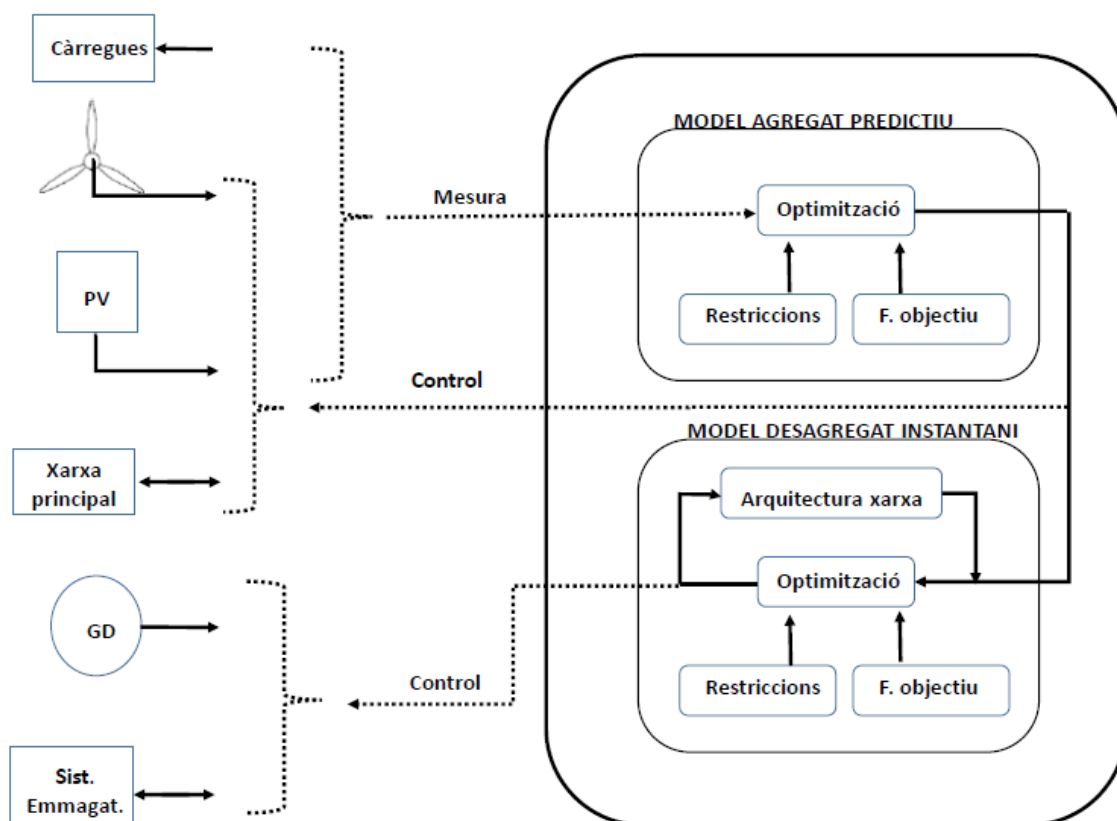 Càrregues
MODEL AGREGAT PREDICTIU
Mesura
Optimització
PV
Restriccions
F. objectiu
Control
MODEL DESAGREGAT INSTANTANI
Xarxa
principal
Arquitectura xarxa
Optimització
GD
Control
Restriccions
F. objectiu
Sist.
Emmagat.